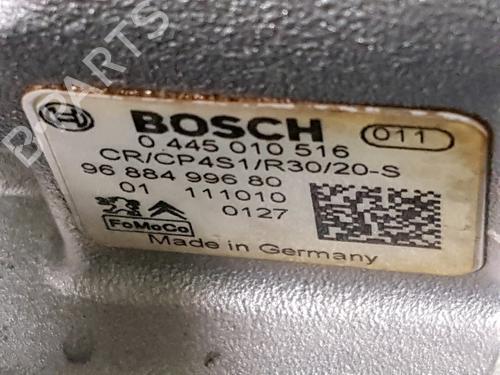 B PARTS
BOSCH 011
0 445 010 516
CR/CP4S1/R30/20-S
96 884 996 80
01 111010
0127
FoMoCo
Made in Germany